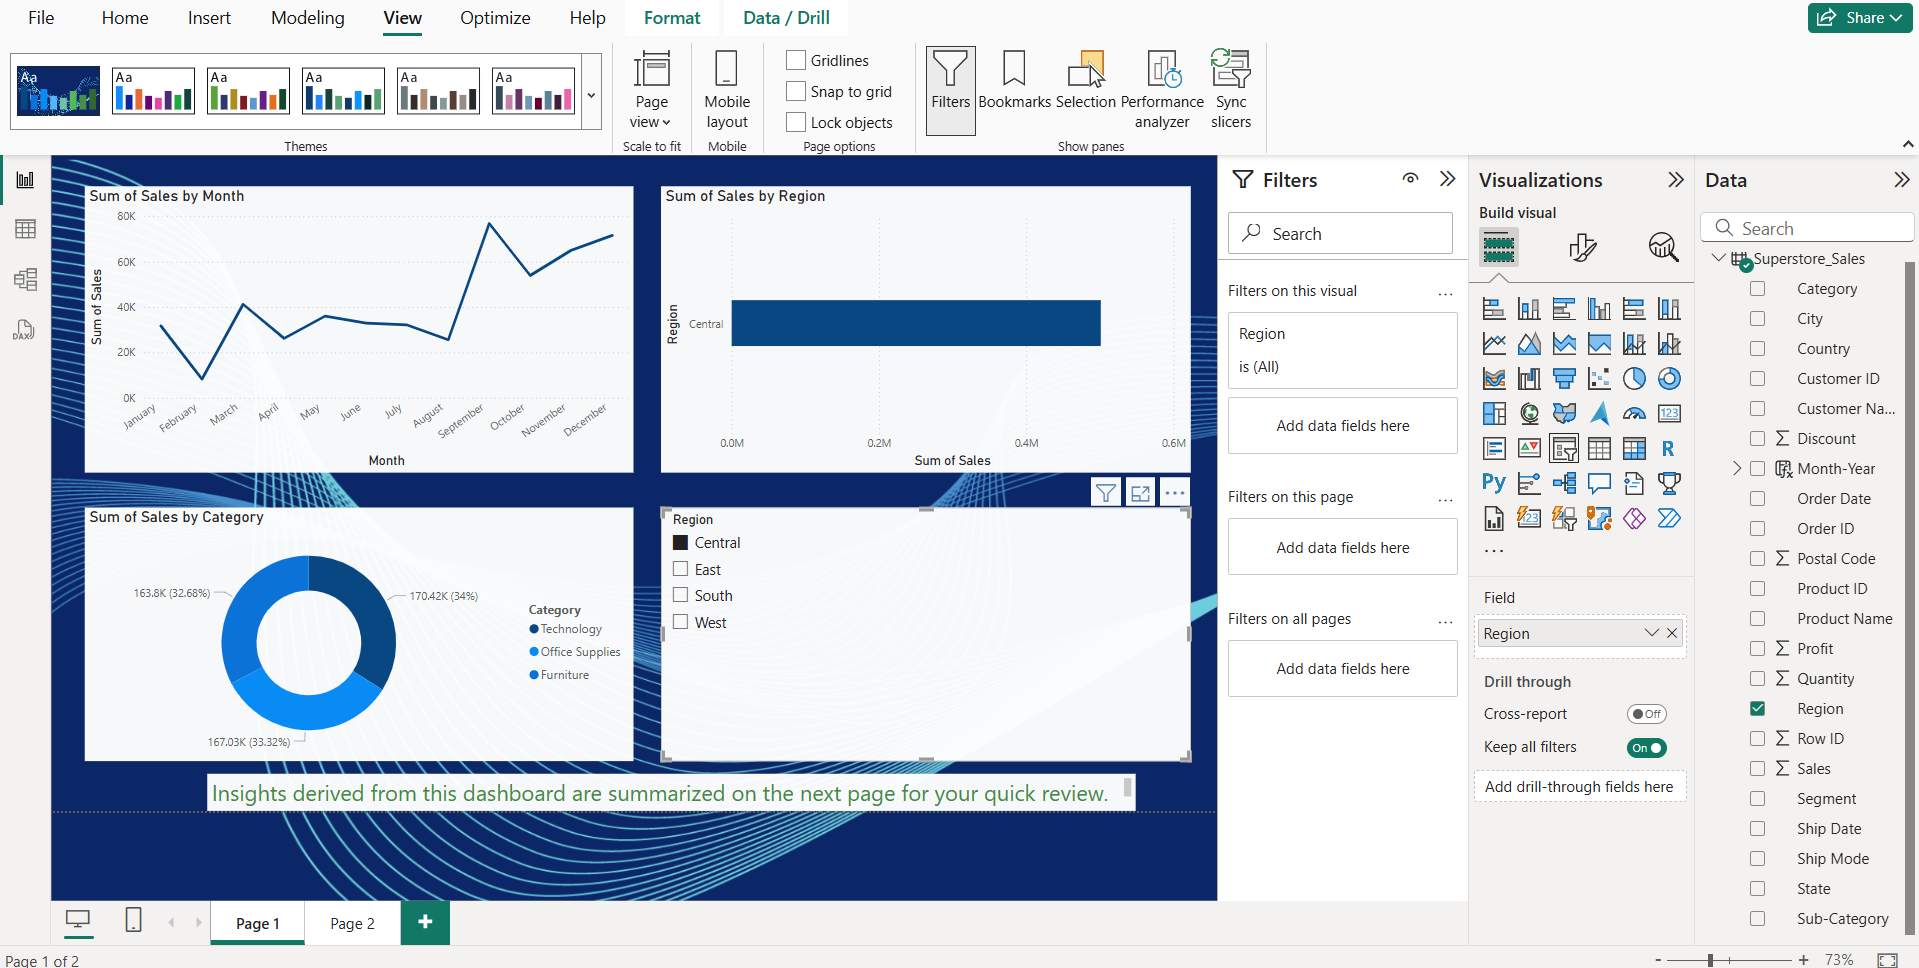 File Home Insert Modeling View Optimize Help Format Data / Drill Share
Aa Aa Aa Aa Aa Aa
Themes
Page view
Scale to fit
Mobile layout
Mobile
Gridlines
Snap to grid
Lock objects
Page options
Filters Bookmarks Selection Performance analyzer Sync slicers
Show panes
Sum of Sales by Month
80K
60K
40K
20K
0K
Sum of Sales
January February March April May June July August September October November December
Month
Sum of Sales by Region
Region
Central
0.0M 0.2M 0.4M 0.6M
Sum of Sales
Sum of Sales by Category
163.8K (32.68%)
170.42K (34%)
167.03K (33.32%)
Category
Technology
Office Supplies
Furniture
Region
Central
East
South
West
Insights derived from this dashboard are summarized on the next page for your quick review.
Filters
Search
Filters on this visual ...
Region
is (All)
Add data fields here
Filters on this page ...
Add data fields here
Filters on all pages ...
Add data fields here
Visualizations
Build visual
123
R
Py
123
...
Field
Region
Drill through
Cross-report Off
Keep all filters On
Add drill-through fields here
Data
Search
Superstore_Sales
Category
City
Country
Customer ID
Customer Na...
Σ Discount
Month-Year
Order Date
Order ID
Σ Postal Code
Product ID
Product Name
Σ Profit
Σ Quantity
Region
Σ Row ID
Σ Sales
Segment
Ship Date
Ship Mode
State
Sub-Category
DAX
Page 1 Page 2 +
Page 1 of 2
- + 73%